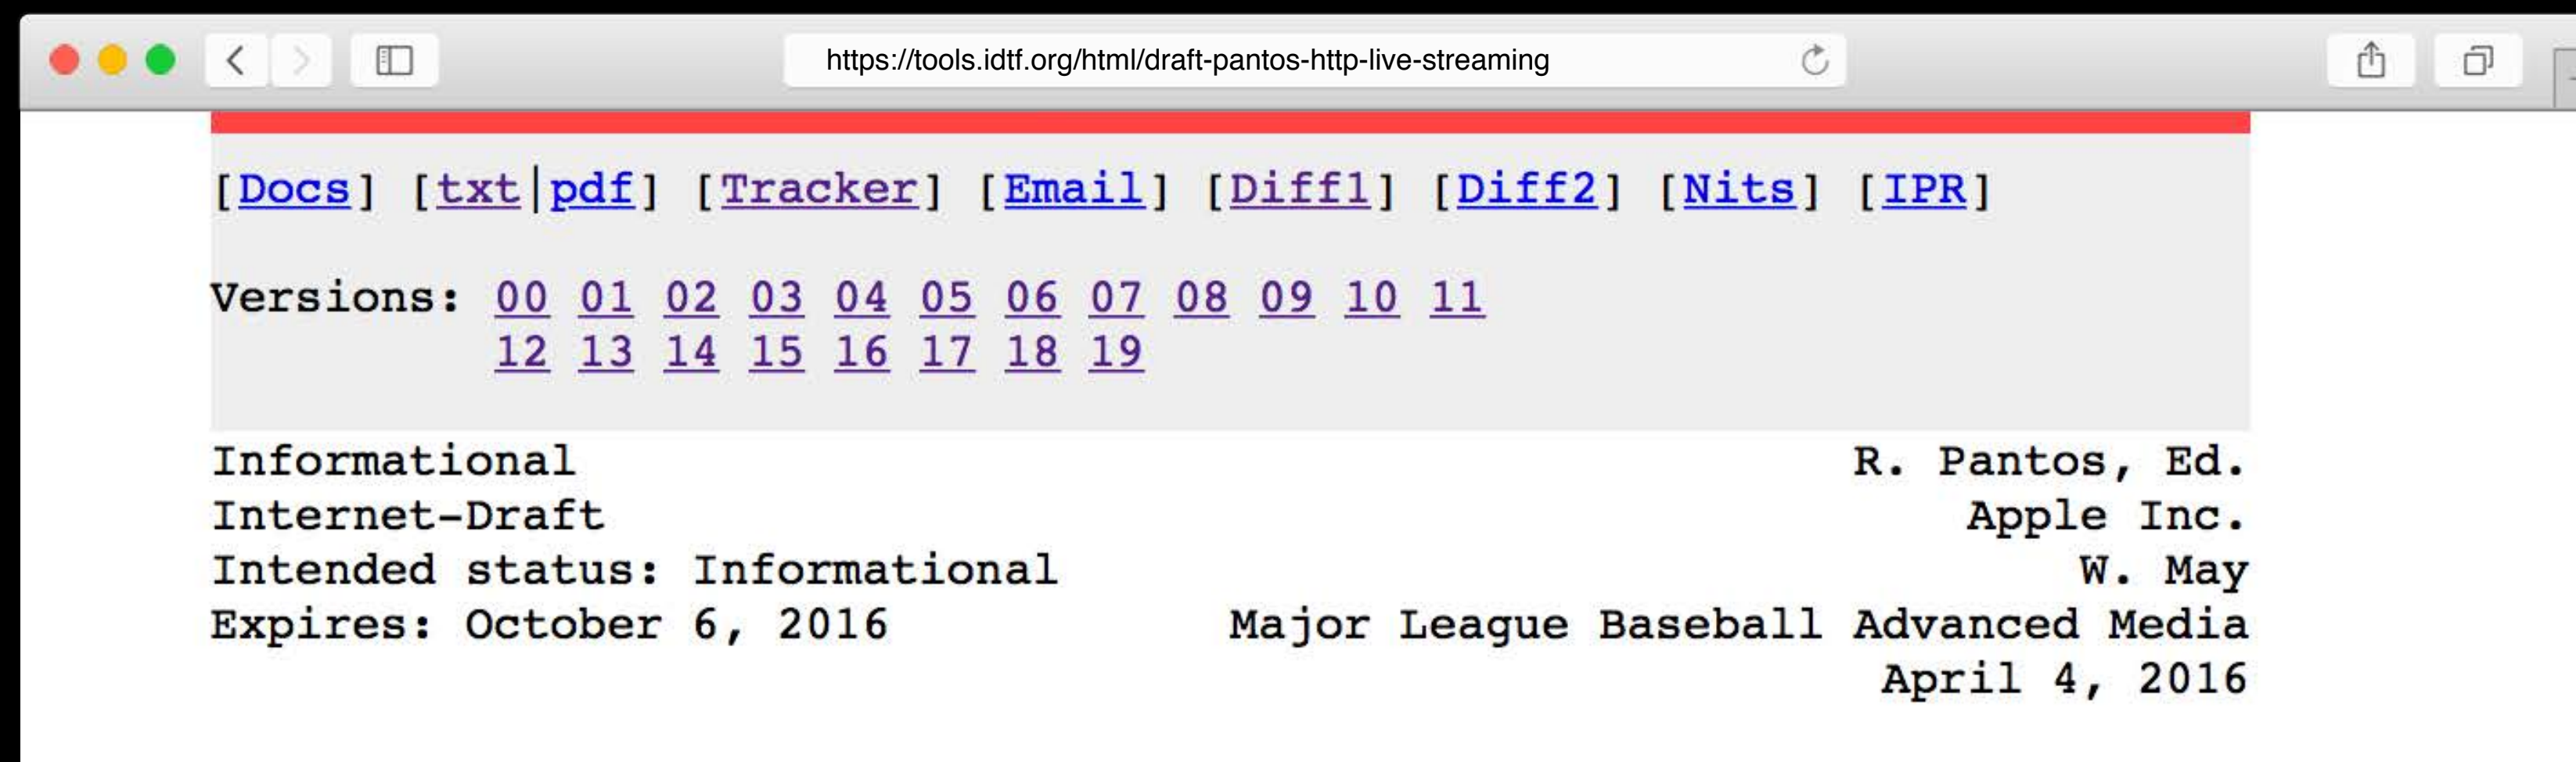 https://tools.idtf.org/html/draft-pantos-http-live-streaming
[Docs] [txt|pdf] [Tracker] [Email] [Diff1] [Diff2] [Nits] [IPR]
Versions: 00 01 02 03 04 05 06 07 08 09 10 11
12 13 14 15 16 17 18 19
Informational R. Pantos, Ed.
Internet-Draft Apple Inc.
Intended status: Informational W. May
Expires: October 6, 2016 Major League Baseball Advanced Media
April 4, 2016